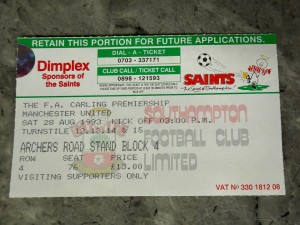 RETAIN THIS PORTION FOR FUTURE APPLICATIONS.
Dimplex
Sponsors of
the Saints
DIAL - A - TICKET
0703 - 337171
CLUB CALL / TICKET CALL
0898 - 121593
SAINTS
THE F.A. CARLING PREMIERSHIP
MANCHESTER UNITED
SAT 28 AUG 1993 KICK OFF 03:00 P.M.
TURNSTILE 12 13 14 & 15
SOUTHAMPTON
FOOTBALL CLUB
LIMITED
ARCHERS ROAD STAND BLOCK 4
ROW SEAT
4 76 £13.00
VISITING SUPPORTERS ONLY
VAT No 330 1812 08